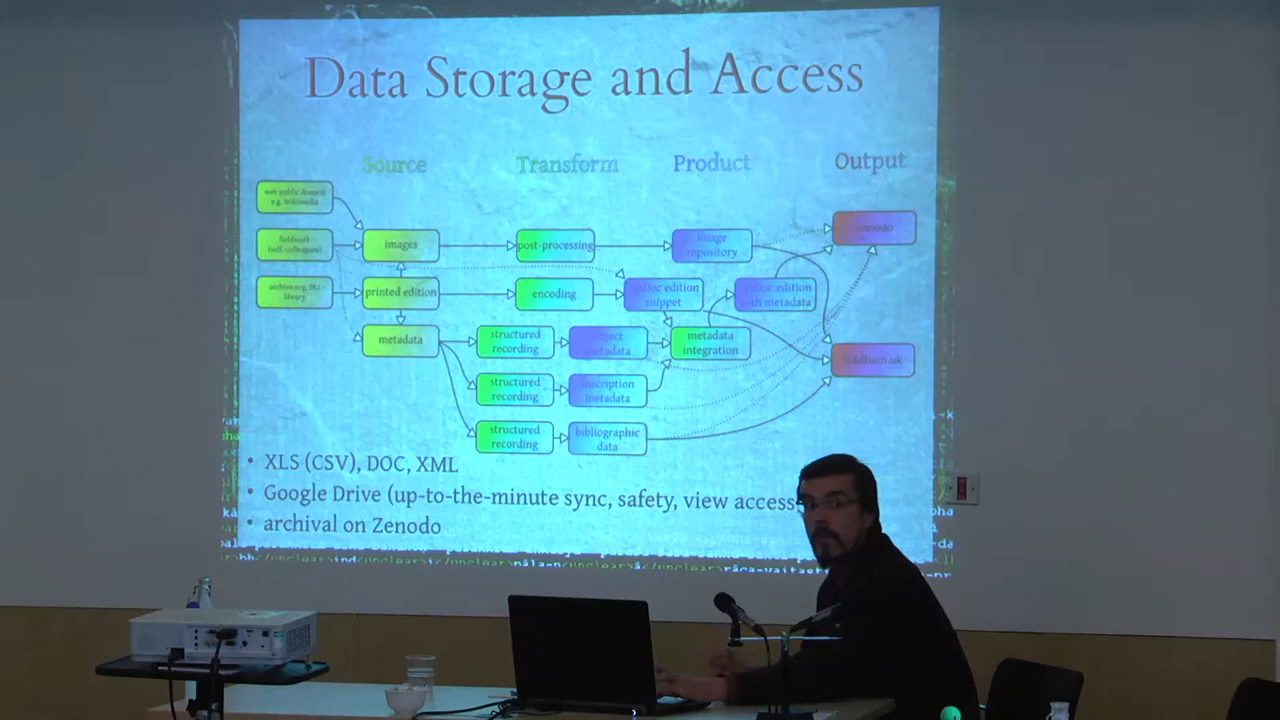 Data Storage and Access
Source
Transform
Product
Output
web public domain
e.g. Wikimedia
fieldwork
(self, colleagues)
library
images
printed edition
metadata
post-processing
encoding
structured
recording
structured
recording
structured
recording
image
repository
edition
snippet
edition
with metadata
object
metadata
metadata
integration
inscription
metadata
bibliographic
data
zenodo
siddham.uk
• XLS (CSV), DOC, XML
• Google Drive (up-to-the-minute sync, safety, view access
• archival on Zenodo